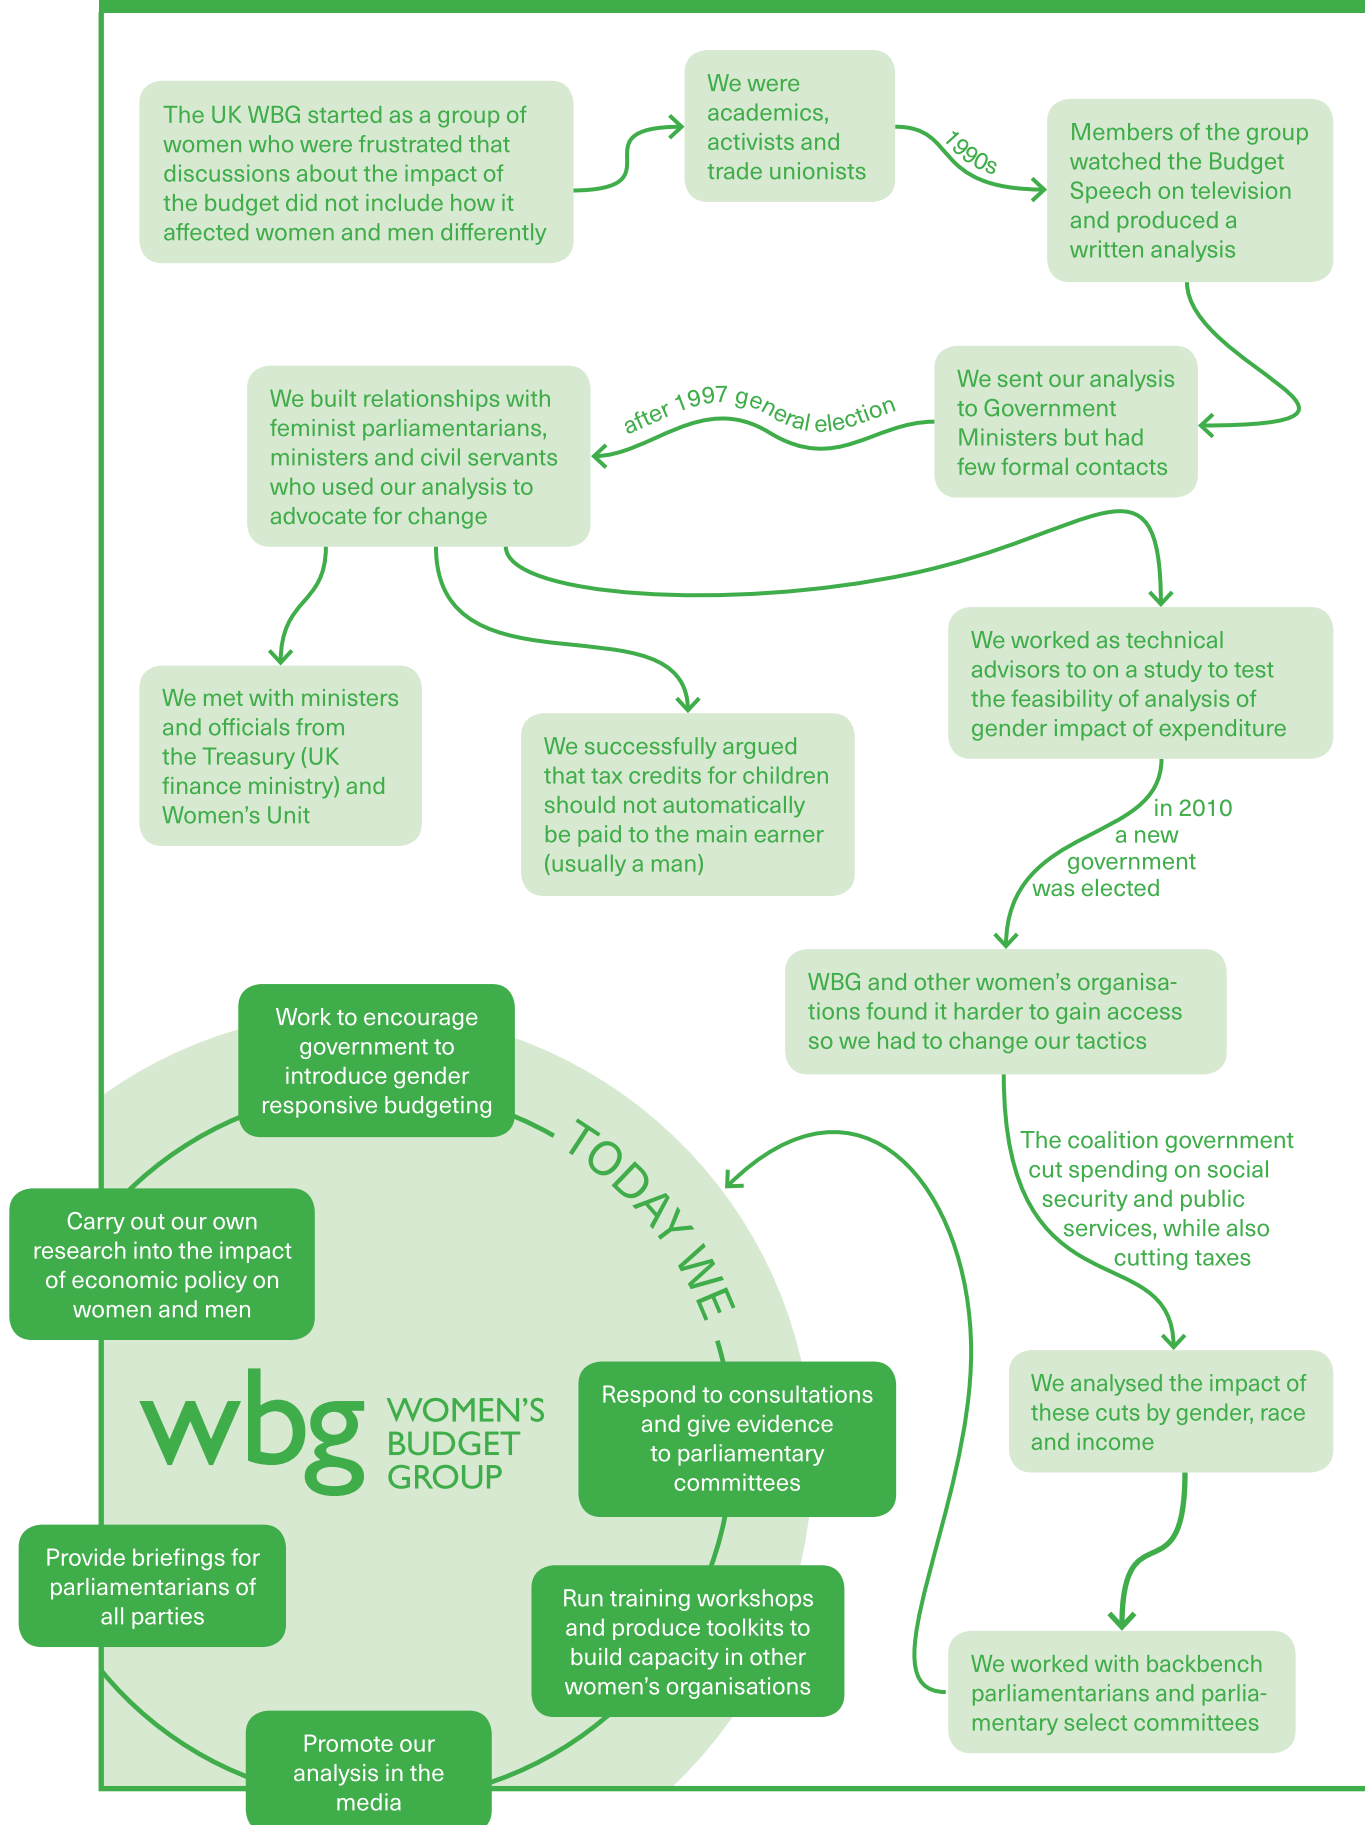 The UK WBG started as a group of
women who were frustrated that
discussions about the impact of
the budget did not include how it
affected women and men differently
We were
academics,
activists and
trade unionists
1990s
Members of the group
watched the Budget
Speech on television
and produced a
written analysis
We sent our analysis
to Government
Ministers but had
few formal contacts
after 1997 general election
We built relationships with
feminist parliamentarians,
ministers and civil servants
who used our analysis to
advocate for change
We met with ministers
and officials from
the Treasury (UK
finance ministry) and
Women’s Unit
We successfully argued
that tax credits for children
should not automatically
be paid to the main earner
(usually a man)
We worked as technical
advisors to on a study to test
the feasibility of analysis of
gender impact of expenditure
in 2010
a new
government
was elected
WBG and other women’s organisa-
tions found it harder to gain access
so we had to change our tactics
The coalition government
cut spending on social
security and public
services, while also
cutting taxes
We analysed the impact of
these cuts by gender, race
and income
We worked with backbench
parliamentarians and parlia-
mentary select committees
TODAY WE
Respond to consultations
and give evidence
to parliamentary
committees
Run training workshops
and produce toolkits to
build capacity in other
women’s organisations
Promote our
analysis in the
media
Provide briefings for
parliamentarians of
all parties
Carry out our own
research into the impact
of economic policy on
women and men
Work to encourage
government to
introduce gender
responsive budgeting
wbg
WOMEN’S
BUDGET
GROUP